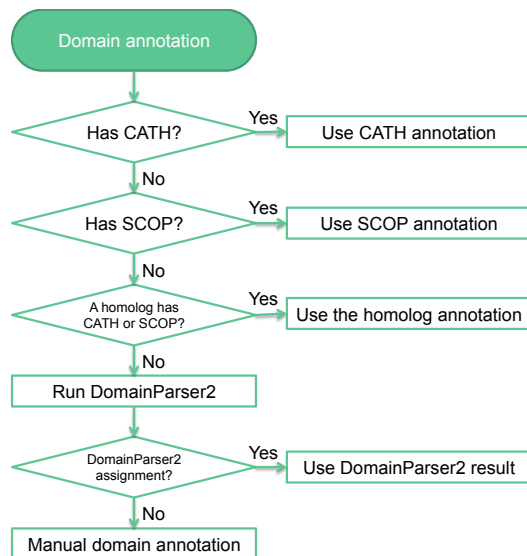 Domain annotation
Has CATH?
Yes
Use CATH annotation
No
Has SCOP?
Yes
Use SCOP annotation
No
A homolog has
CATH or SCOP?
Yes
Use the homolog annotation
No
Run DomainParser2
DomainParser2
assignment?
Yes
Use DomainParser2 result
No
Manual domain annotation